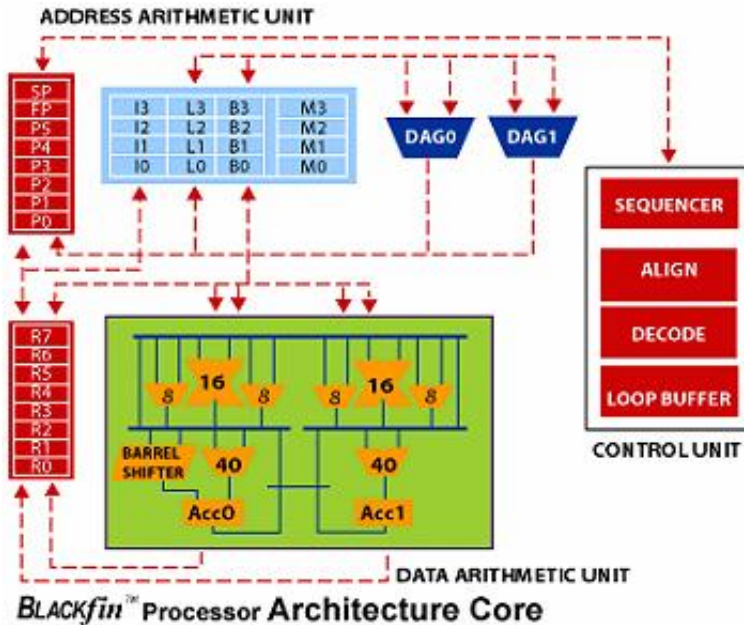 ADDRESS ARITHMETIC UNIT
SP
FP
P5
P4
P3
P2
P1
P0
I3 L3 B3 M3
I2 L2 B2 M2
I1 L1 B1 M1
I0 L0 B0 M0
DAG0
DAG1
SEQUENCER
ALIGN
DECODE
LOOP BUFFER
CONTROL UNIT
R7
R6
R5
R4
R3
R2
R1
R0
8 16 8 8 16 8
BARREL
SHIFTER
40
40
Acc0
Acc1
DATA ARITHMETIC UNIT
BLACKfin™ Processor Architecture Core